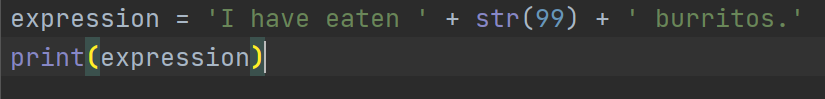 expression = 'I have eaten ' + str(99) + ' burritos.'
print(expression)